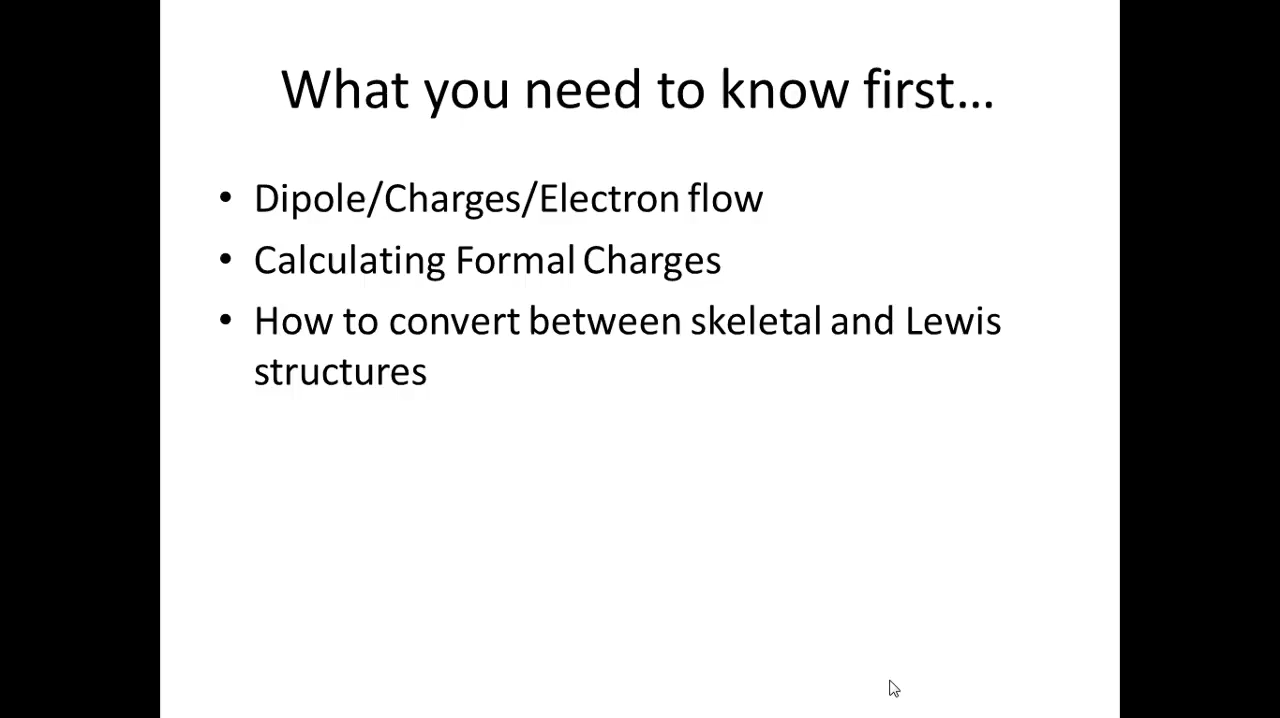 What you need to know first...
• Dipole/Charges/Electron flow
• Calculating Formal Charges
• How to convert between skeletal and Lewis
structures